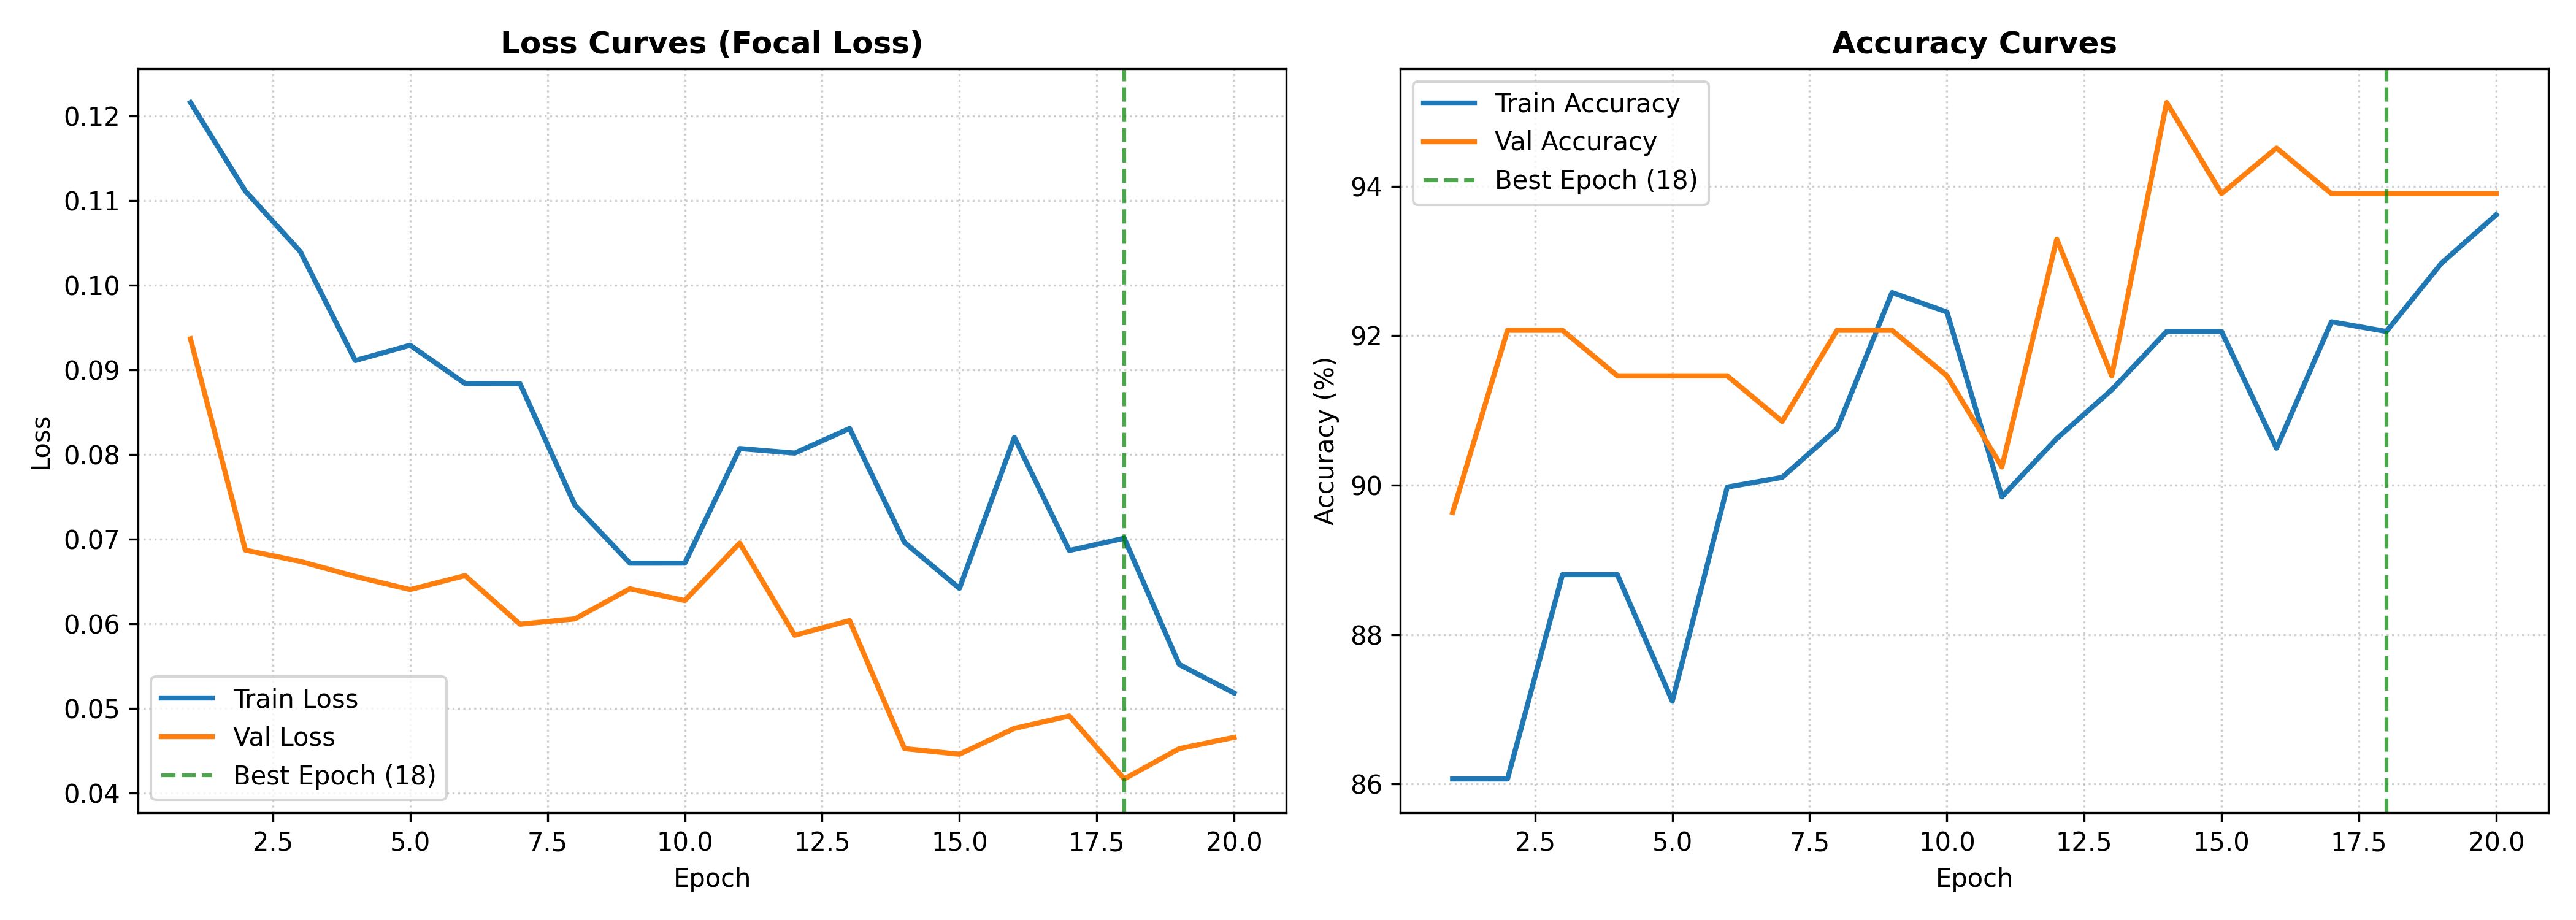 Loss Curves (Focal Loss)
0.12
0.11
0.10
0.09
0.08
0.07
0.06
0.05
0.04
Loss
Train Loss
Val Loss
Best Epoch (18)
2.5 5.0 7.5 10.0 12.5 15.0 17.5 20.0
Epoch
Accuracy Curves
Train Accuracy
Val Accuracy
Best Epoch (18)
94
92
90
88
86
Accuracy (%)
2.5 5.0 7.5 10.0 12.5 15.0 17.5 20.0
Epoch